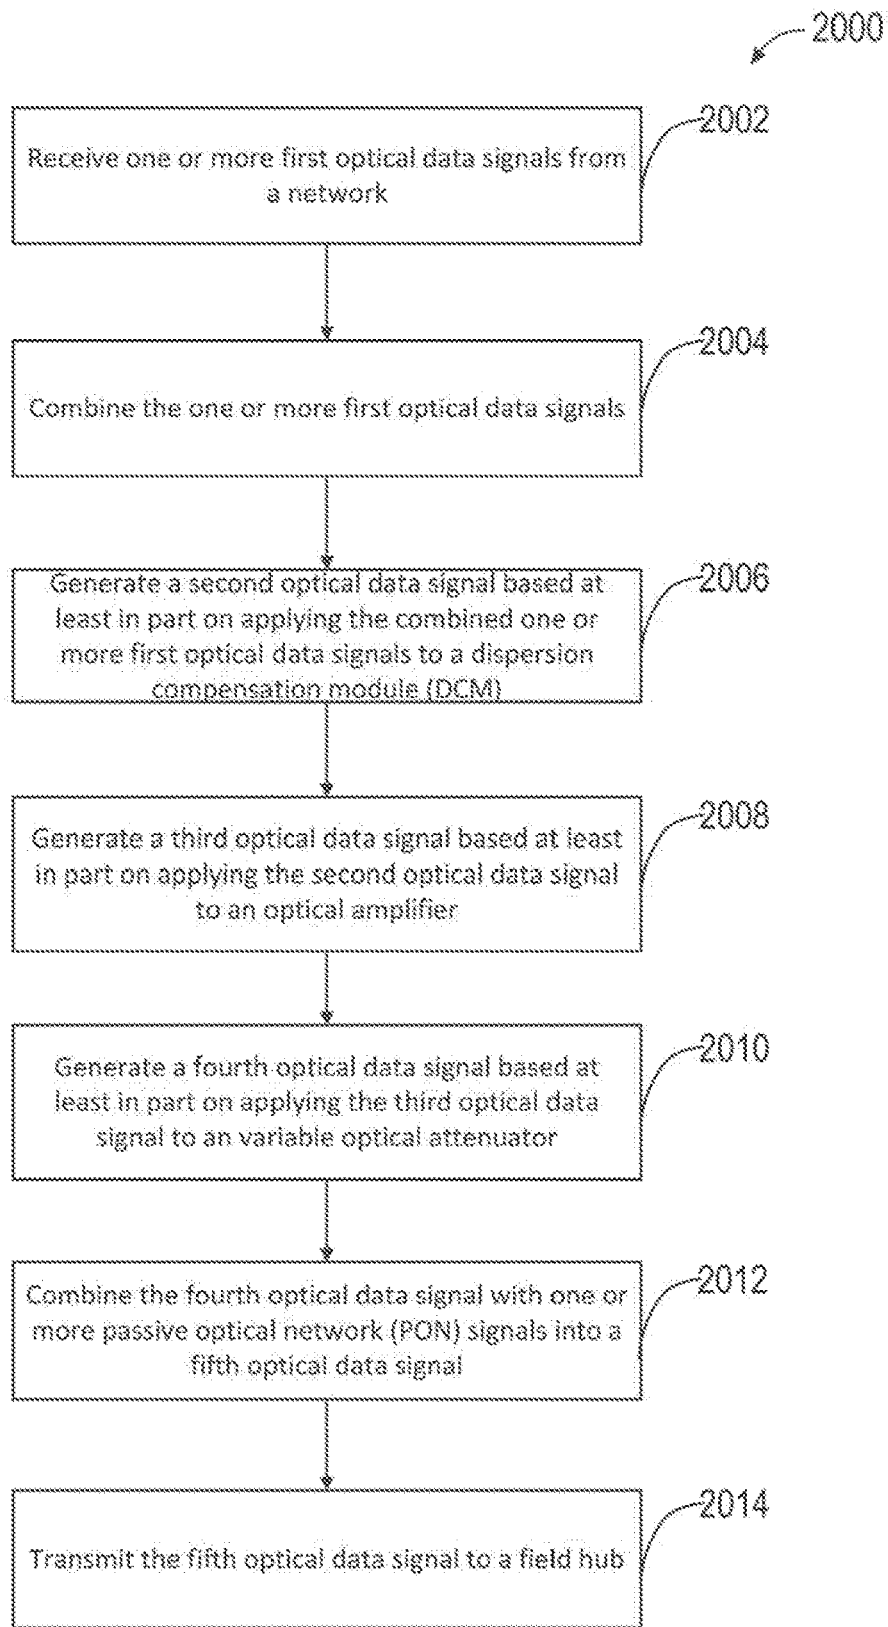 2000
2002
Receive one or more first optical data signals from
a network
2004
Combine the one or more first optical data signals
2006
Generate a second optical data signal based at
least in part on applying the combined one or
more first optical data signals to a dispersion
compensation module (DCM)
2008
Generate a third optical data signal based at least
in part on applying the second optical data signal
to an optical amplifier
2010
Generate a fourth optical data signal based at
least in part on applying the third optical data
signal to an variable optical attenuator
2012
Combine the fourth optical data signal with one or
more passive optical network (PON) signals into a
fifth optical data signal
2014
Transmit the fifth optical data signal to a field hub